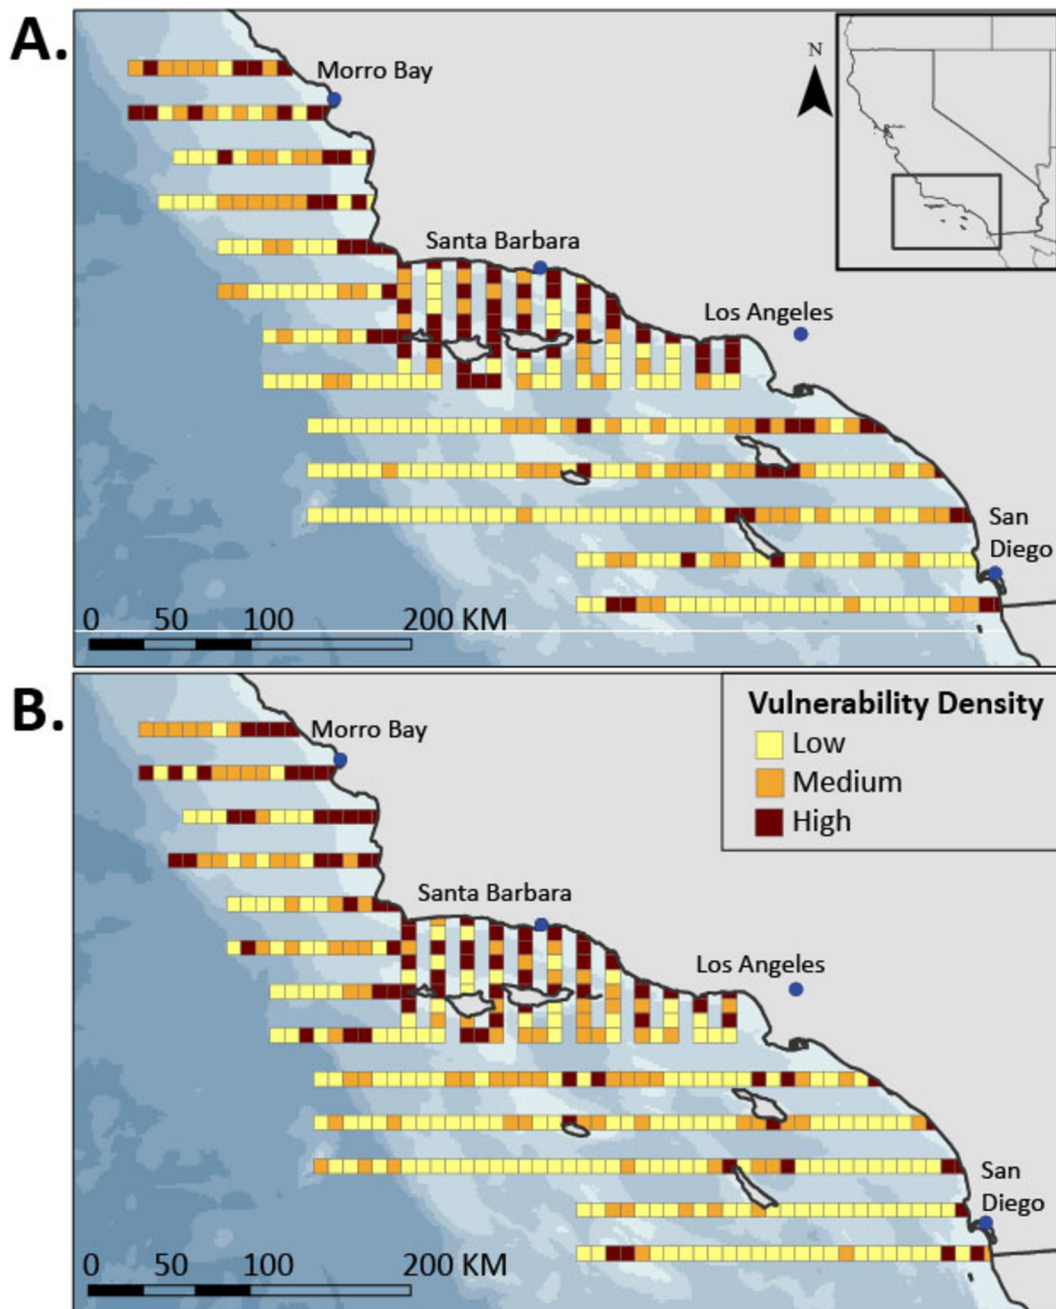 A.
N
Morro Bay
Santa Barbara
Los Angeles
San
Diego
0 50 100 200 KM
B.
Vulnerability Density
Low
Medium
High
Morro Bay
Santa Barbara
Los Angeles
San
Diego
0 50 100 200 KM